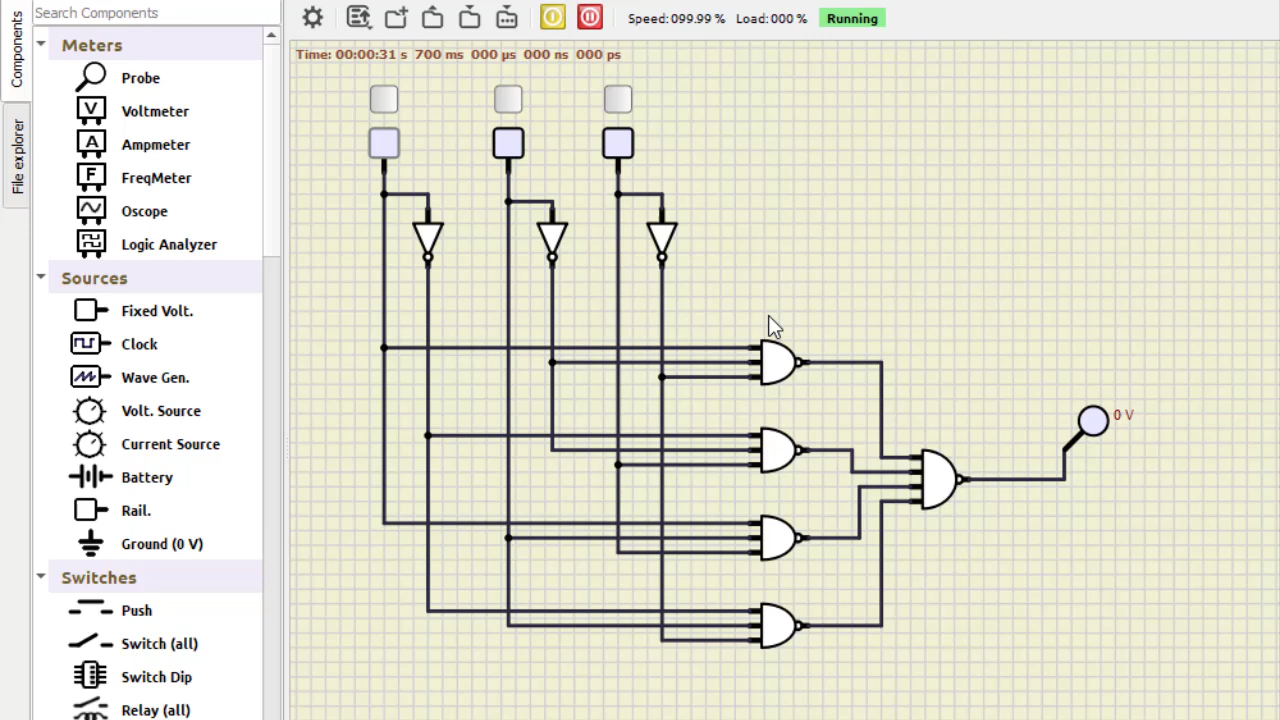 Components
File explorer
Search Components
Meters
Probe
V Voltmeter
A Ampmeter
F FreqMeter
Oscope
Logic Analyzer
Sources
Fixed Volt.
Clock
Wave Gen.
Volt. Source
Current Source
Battery
Rail.
Ground (0 V)
Switches
Push
Switch (all)
Switch Dip
Relay (all)
Speed: 099.99 % Load: 000 % Running
Time: 00:00:31 s 700 ms 000 µs 000 ns 000 ps
0 V